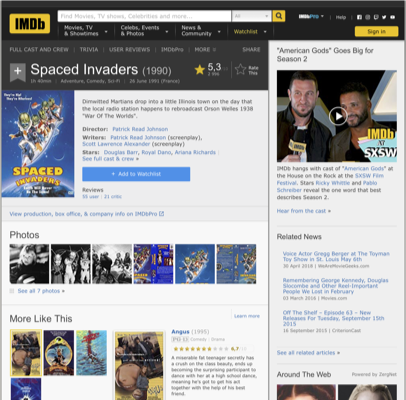 IMDb
Find Movies, TV shows, Celebrities and more...
All
IMDbPro
Help
Movies, TV & Showtimes
Celebs, Events & Photos
News & Community
Watchlist
Sign in
FULL CAST AND CREW
TRIVIA
USER REVIEWS
IMDbPro
MORE
SHARE
Spaced Invaders (1990)
1h 40min
Adventure, Comedy, Sci-Fi
26 June 1991 (France)
5,3
Rate This
SPACED INVADERS
Dimwitted Martians drop into a little Illinois town on the day that
the local radio station happens to rebroadcast Orson Welles 1938
"War Of The Worlds".
Director: Patrick Read Johnson
Writers: Patrick Read Johnson (screenplay),
Scott Lawrence Alexander (screenplay)
Stars: Douglas Barr, Royal Dano, Ariana Richards
See full cast & crew »
+ Add to Watchlist
Reviews
55 user | 21 critic
View production, box office, & company info on IMDbPro
Photos
See all 7 photos »
More Like This
Learn more
Angus (1995)
PG-13
Comedy | Drama
6,7
A miserable fat teenager secretly
has a crush on the class beauty, ends up
becoming the surprising participant to
dance with her at a high school dance,
meaning he's got to get his act
together with the help of his best
friend.
"American Gods" Goes Big for
Season 2
IMDb
at
SXSW
IMDb hangs with cast of "American Gods" at
the House on the Rock at the SXSW Film
Festival. Stars Ricky Whittle and Pablo
Schreiber reveal the one word that best
describes Season 2.
Hear from the cast »
Related News
Voice Actor Gregg Berger at The Toyman
Toy Show in St. Louis May 6th
30 April 2018 | WeAreMovieGeeks.com
Remembering George Kennedy, Douglas
Slocombe and Other Reel-Important
People We Lost in February
03 March 2016 | Movies.com
Off The Shelf – Episode 63 – New
Releases For Tuesday, September 15th
2015
16 September 2015 | CriterionCast
See all related articles »
Around The Web
Powered by ZergNet